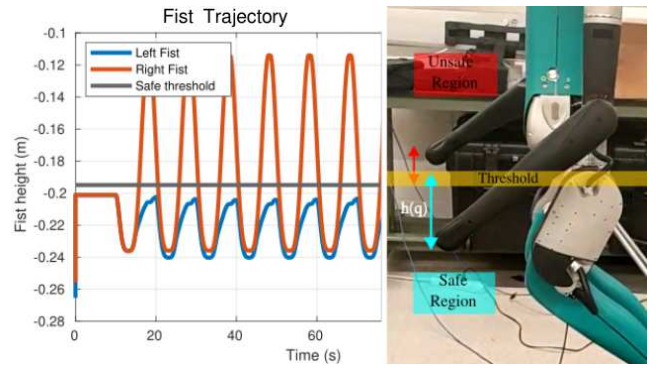 Fist Trajectory
-0.1
-0.12
-0.14
-0.16
-0.18
-0.2
-0.22
-0.24
-0.26
-0.28
Fist height (m)
Left Fist
Right Fist
Safe threshold
0
20
40
60
Time (s)
Unsafe
Region
Threshold
h(q)
Safe
Region